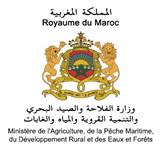 المملكة المغربية
Royaume du Maroc
وزارة الفلاحة والصيد البحري
والتنمية القروية والمياه والغابات
Ministère de l'Agriculture, de la Pêche Maritime,
du Développement Rural et des Eaux et Forêts